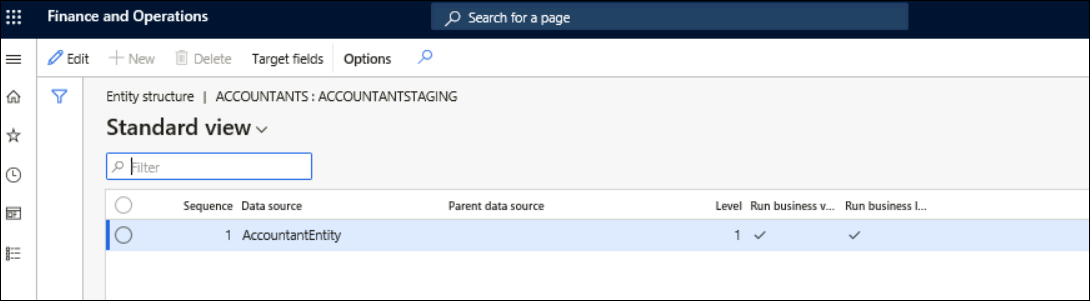 Finance and Operations Search for a page
Edit New Delete Target fields Options
Entity structure | ACCOUNTANTS : ACCOUNTANTSTAGING
Standard view
Filter
Sequence Data source Parent data source Level Run business v... Run business l...
1 AccountantEntity 1